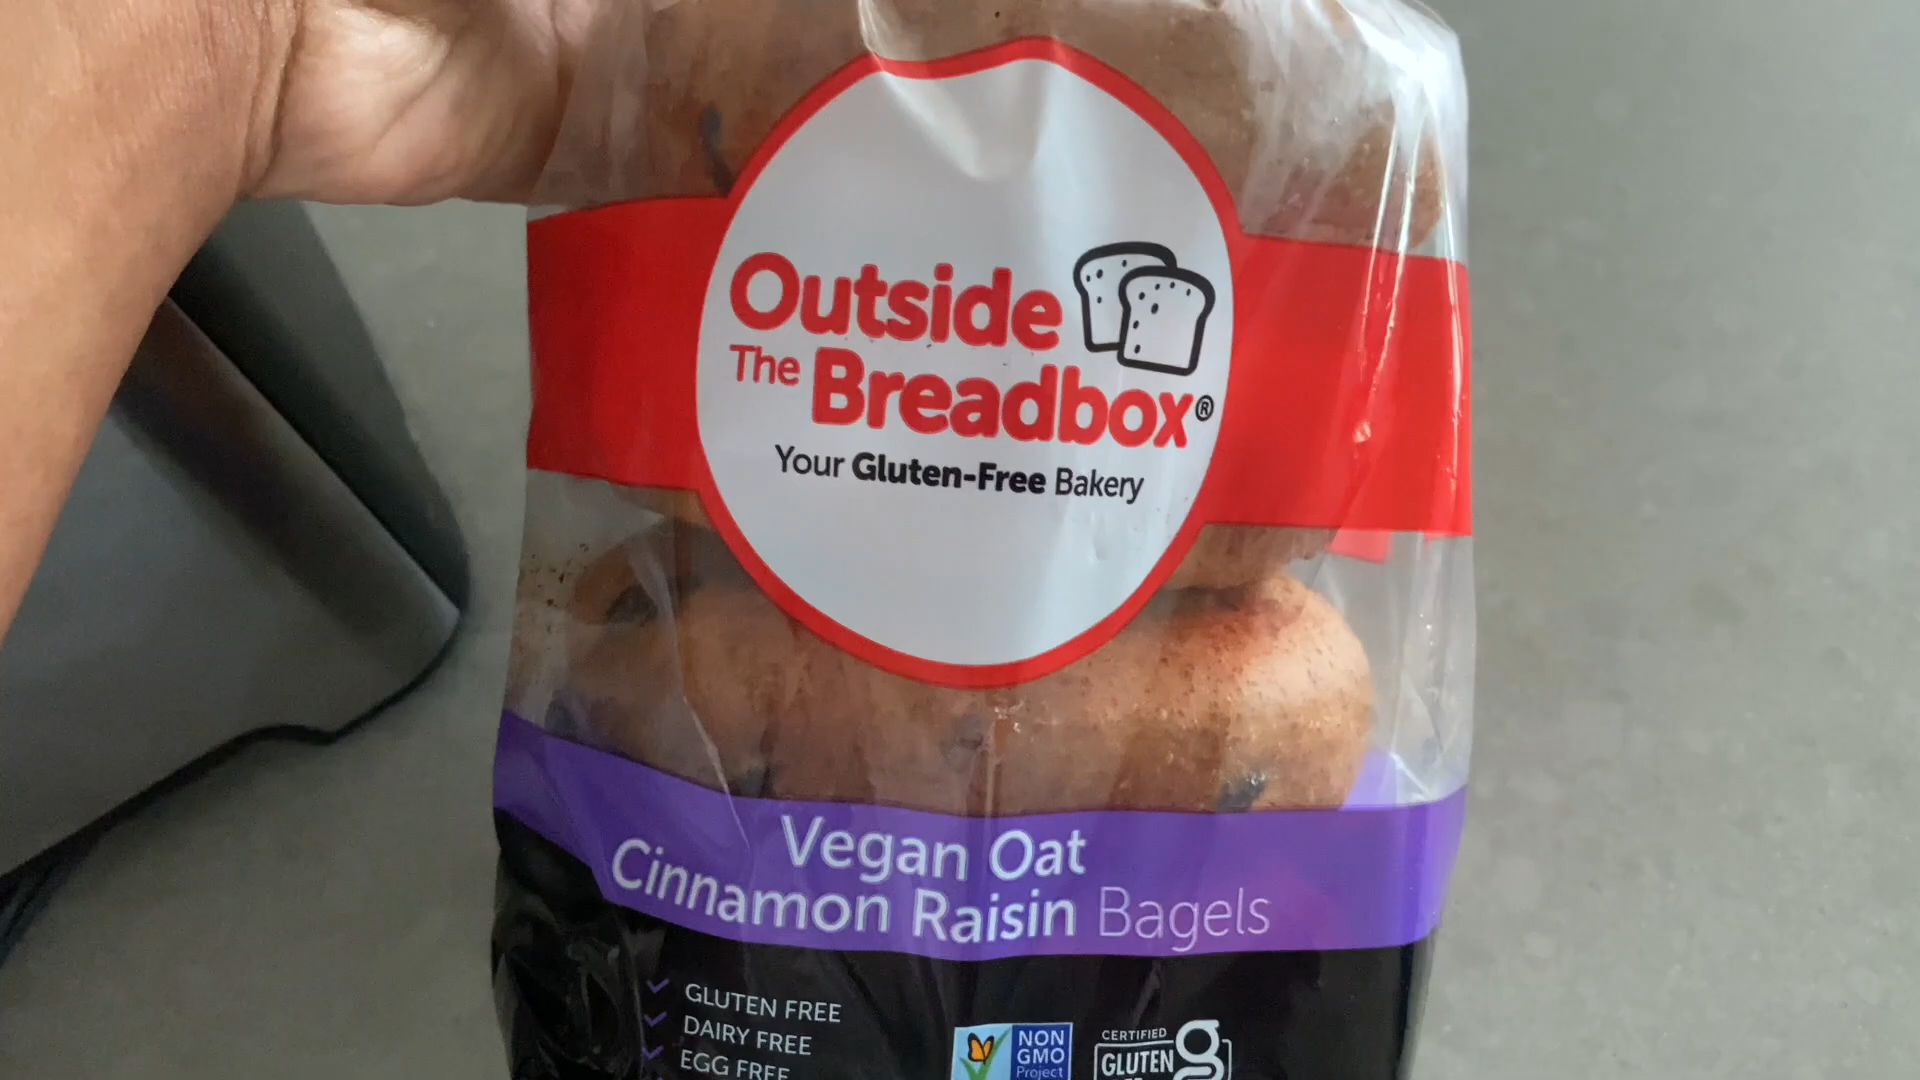 Outside
The Breadbox®
Your Gluten-Free Bakery
Vegan Oat
Cinnamon Raisin Bagels
GLUTEN FREE
DAIRY FREE
EGG FREE
NON
GMO
Project
CERTIFIED
GLUTEN